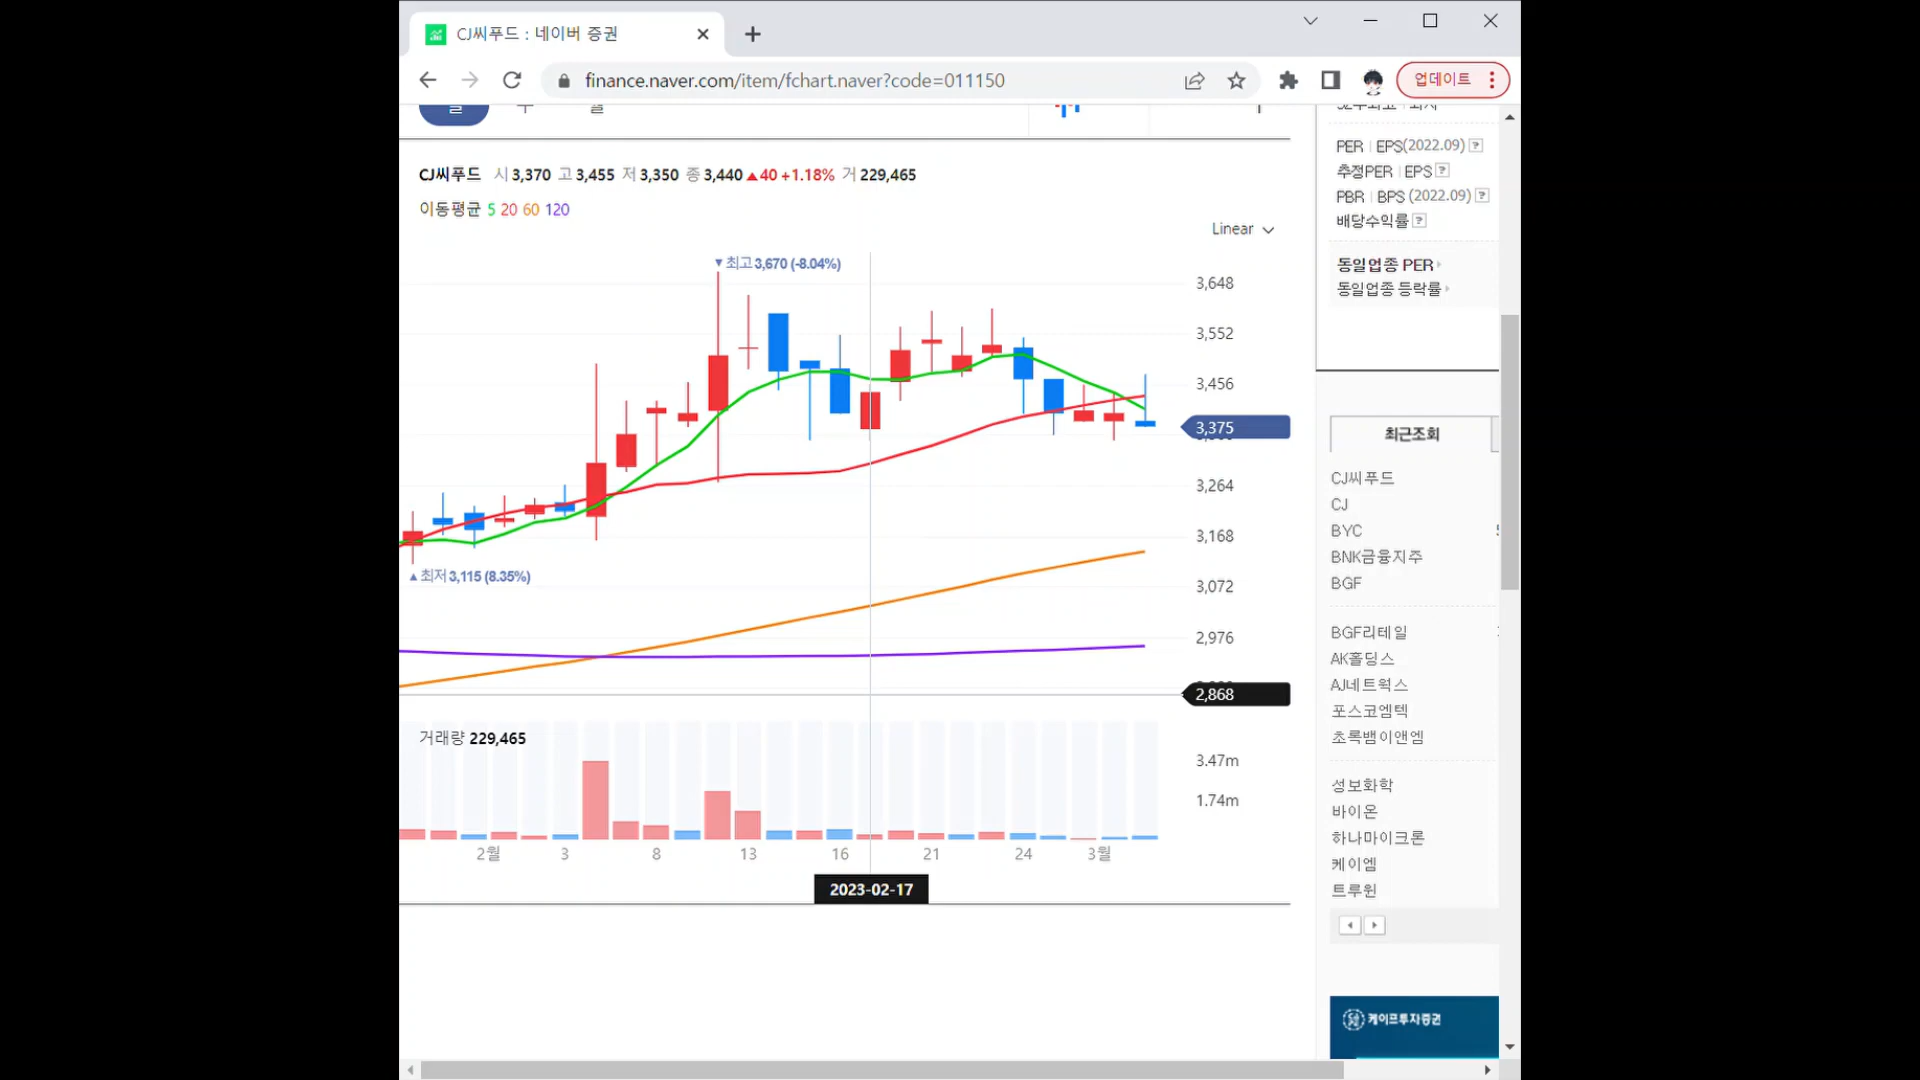 CJ씨푸드 : 네이버 증권
finance.naver.com/item/fchart.naver?code=011150
업데이트
일 주 월
CJ씨푸드 시 3,370 고 3,455 저 3,350 종 3,440 ▲40 +1.18% 거 229,465
이동평균 5 20 60 120
Linear
▼최고 3,670 (-8.04%)
3,648
3,552
3,456
3,375
3,264
3,168
▲최저 3,115 (8.35%)
3,072
2,976
2,868
거래량 229,465
3.47m
1.74m
2월 3 8 13 16 21 24 3월
2023-02-17
52주최고 | 최저
PER | EPS(2022.09) ?
추정PER | EPS ?
PBR | BPS (2022.09) ?
배당수익률 ?
동일업종 PER
동일업종 등락률
최근조회
CJ씨푸드
CJ
BYC
BNK금융지주
BGF
BGF리테일
AK홀딩스
AJ네트웍스
포스코엠텍
초록뱀이앤엠
성보화학
바이온
하나마이크론
케이엠
트루윈
케이프투자증권